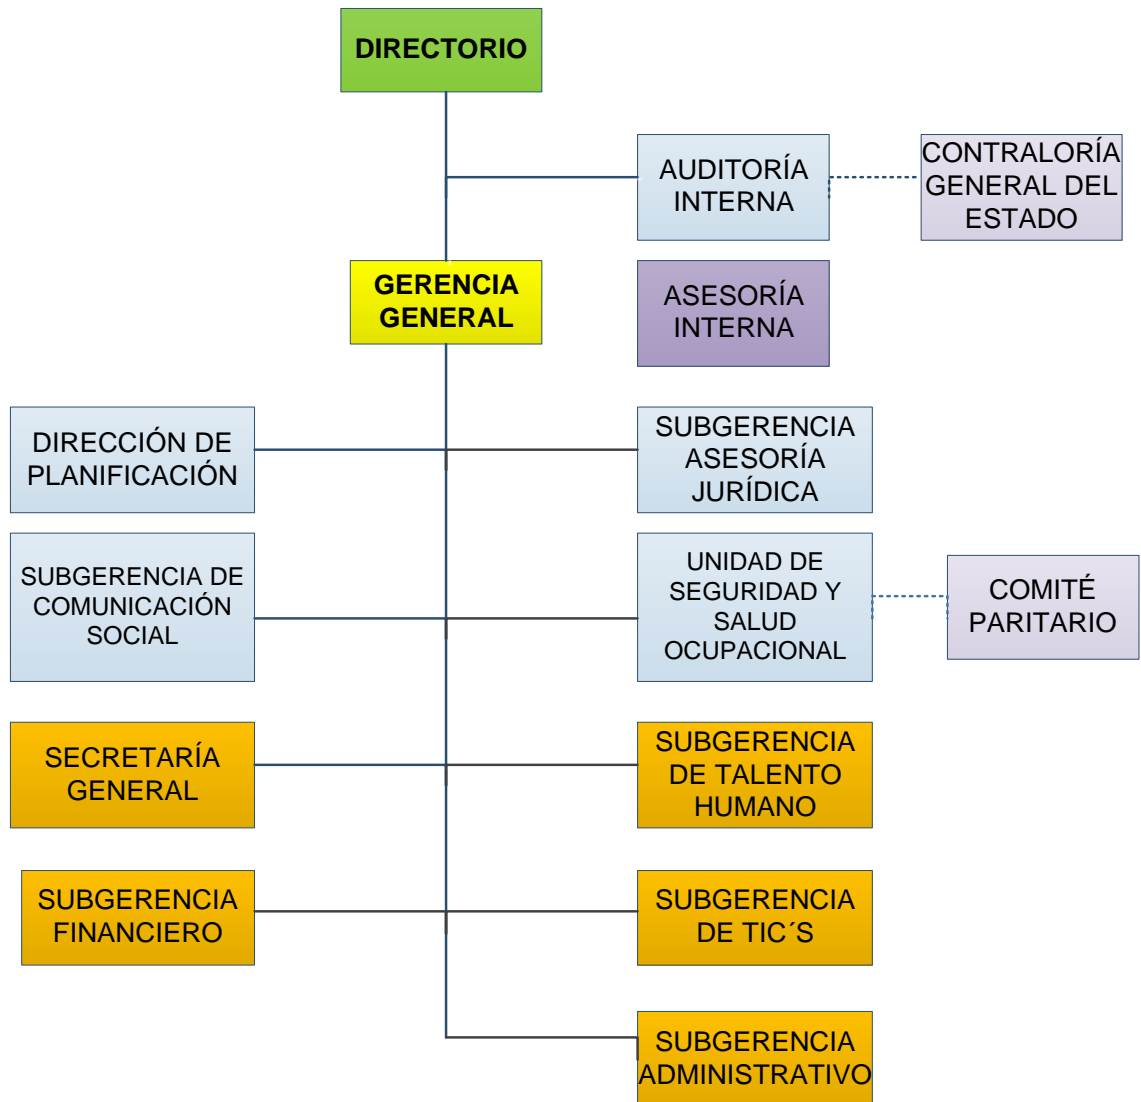 DIRECTORIO
AUDITORÍA
INTERNA
CONTRALORÍA
GENERAL DEL
ESTADO
GERENCIA
GENERAL
ASESORÍA
INTERNA
DIRECCIÓN DE
PLANIFICACIÓN
SUBGERENCIA
ASESORÍA
JURÍDICA
SUBGERENCIA DE
COMUNICACIÓN
SOCIAL
UNIDAD DE
SEGURIDAD Y
SALUD
OCUPACIONAL
COMITÉ
PARITARIO
SECRETARÍA
GENERAL
SUBGERENCIA
DE TALENTO
HUMANO
SUBGERENCIA
FINANCIERO
SUBGERENCIA
DE TIC´S
SUBGERENCIA
ADMINISTRATIVO